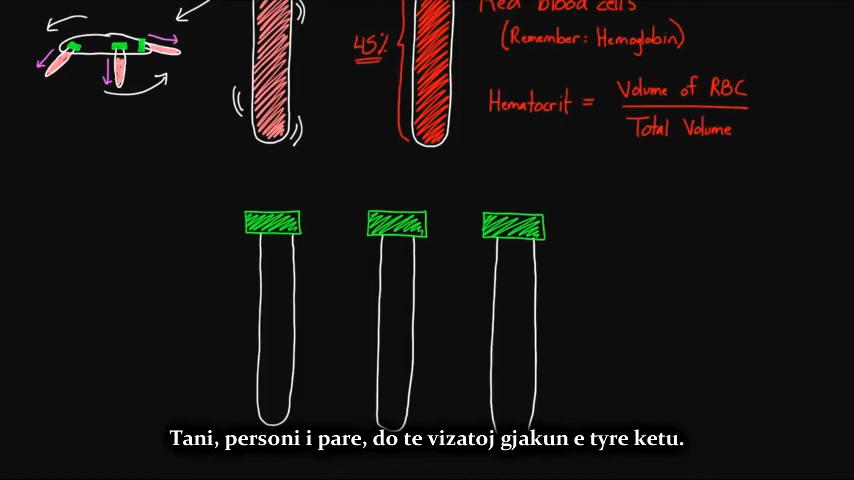 Red blood cells
45%
(Remember: Hemoglobin)
Hematocrit = Volume of RBC
Total Volume
Tani, personi i pare, do te vizatoj gjakun e tyre ketu.